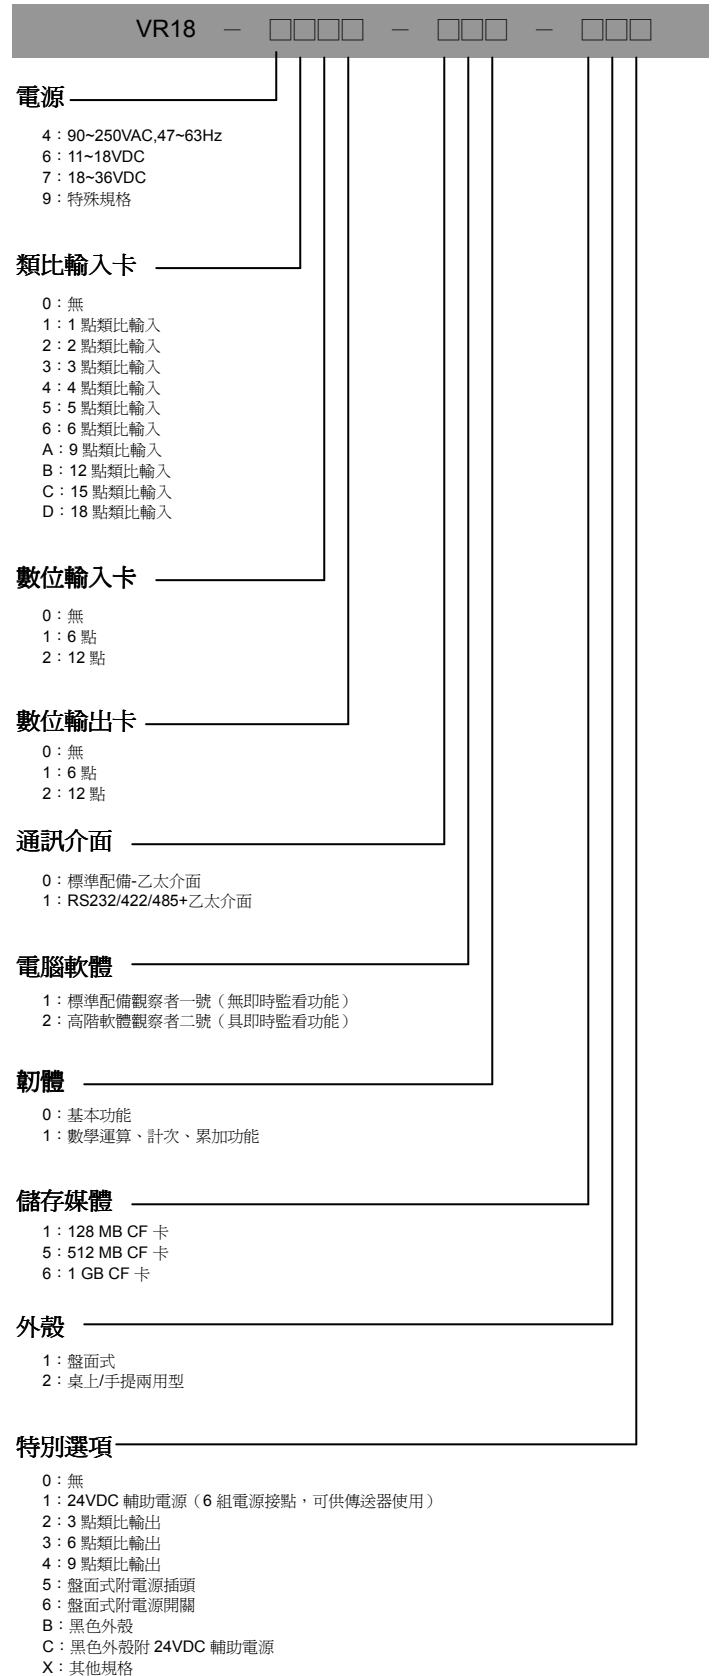 VR18 － □□□□ － □□□ － □□□
電源
4：90~250VAC,47~63Hz
6：11~18VDC
7：18~36VDC
9：特殊規格
類比輸入卡
0：無
1：1 點類比輸入
2：2 點類比輸入
3：3 點類比輸入
4：4 點類比輸入
5：5 點類比輸入
6：6 點類比輸入
A：9 點類比輸入
B：12 點類比輸入
C：15 點類比輸入
D：18 點類比輸入
數位輸入卡
0：無
1：6 點
2：12 點
數位輸出卡
0：無
1：6 點
2：12 點
通訊介面
0：標準配備-乙太介面
1：RS232/422/485+乙太介面
電腦軟體
1：標準配備觀察者一號（無即時監看功能）
2：高階軟體觀察者二號（具即時監看功能）
韌體
0：基本功能
1：數學運算、計次、累加功能
儲存媒體
1：128 MB CF 卡
5：512 MB CF 卡
6：1 GB CF 卡
外殼
1：盤面式
2：桌上/手提兩用型
特別選項
0：無
1：24VDC 輔助電源（6 組電源接點，可供傳送器使用）
2：3 點類比輸出
3：6 點類比輸出
4：9 點類比輸出
5：盤面式附電源插頭
6：盤面式附電源開關
B：黑色外殼
C：黑色外殼附 24VDC 輔助電源
X：其他規格